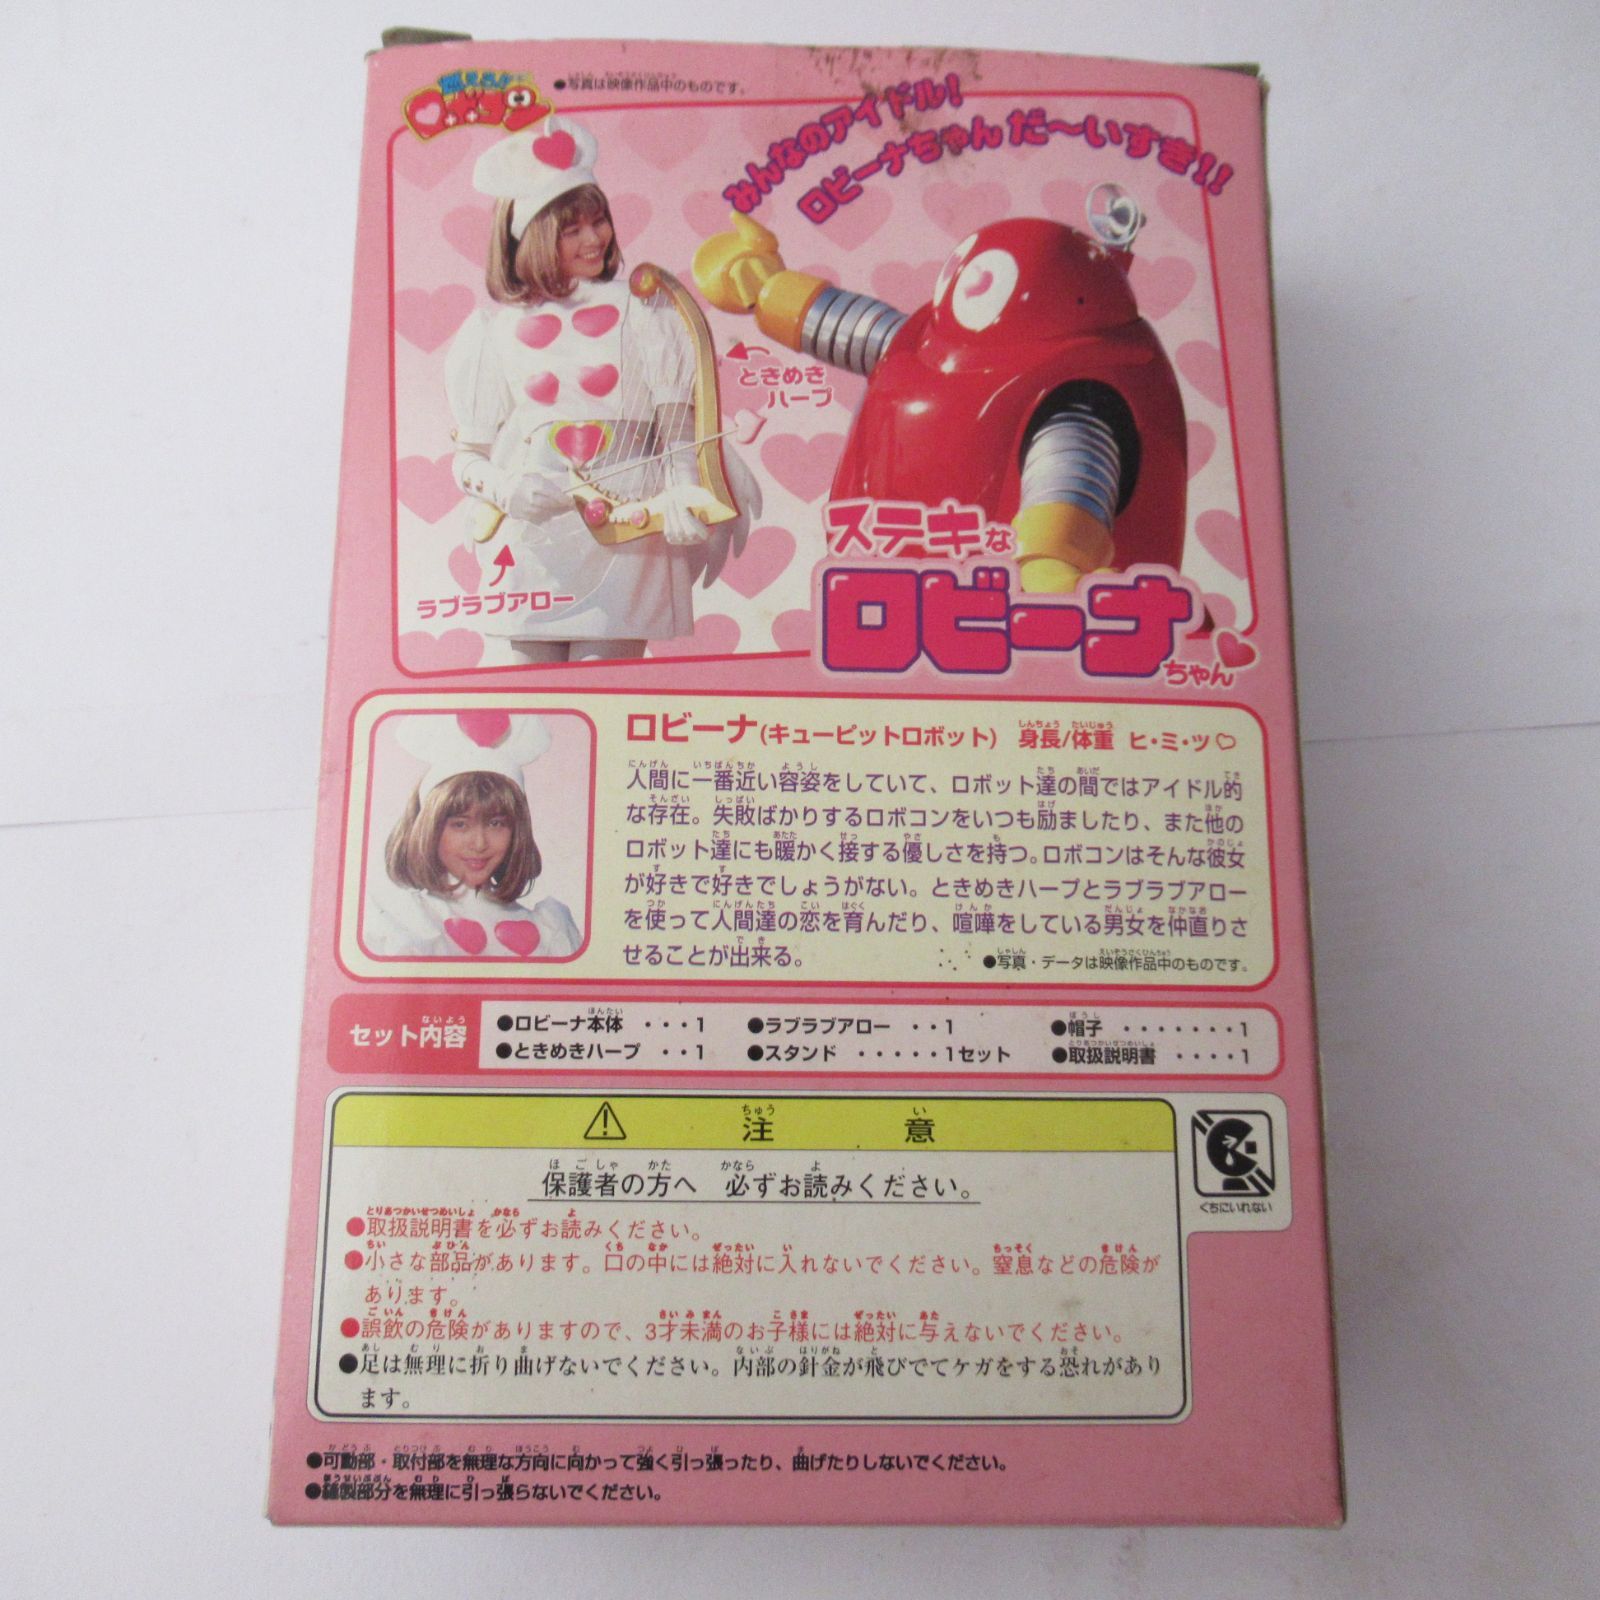 燃えろ!!
ロボコン
●写真は映像作品中のものです。
みんなのアイドル!
ロビーナちゃん だ〜いすき!!
ときめき
ハープ
ラブラブアロー
ステキな
ロビーナ
ちゃん
ロビーナ(キューピットロボット) 身長/体重 ヒ・ミ・ツ♡
人間に一番近い容姿をしていて、ロボット達の間ではアイドル的
な存在。失敗ばかりするロボコンをいつも励ましたり、また他の
ロボット達にも暖かく接する優しさを持つ。ロボコンはそんな彼女
が好きで好きでしょうがない。ときめきハープとラブラブアロー
を使って人間達の恋を育んだり、喧嘩をしている男女を仲直りさ
せることが出来る。
●写真・データは映像作品中のものです。
セット内容
●ロビーナ本体 ・・・1 ●ラブラブアロー ・・1 ●帽子 ・・・・・・・1
●ときめきハープ ・・1 ●スタンド ・・・・・1セット ●取扱説明書 ・・・・1
⚠ 注意
保護者の方へ 必ずお読みください。
●取扱説明書を必ずお読みください。
●小さな部品があります。口の中には絶対に入れないでください。窒息などの危険が
あります。
●誤飲の危険がありますので、3才未満のお子様には絶対に与えないでください。
●足は無理に折り曲げないでください。内部の針金が飛びでてケガをする恐れがあり
ます。
くちにいれない
●可動部・取付部を無理な方向に向かって強く引っ張ったり、曲げたりしないでください。
●縫製部分を無理に引っ張らないでください。